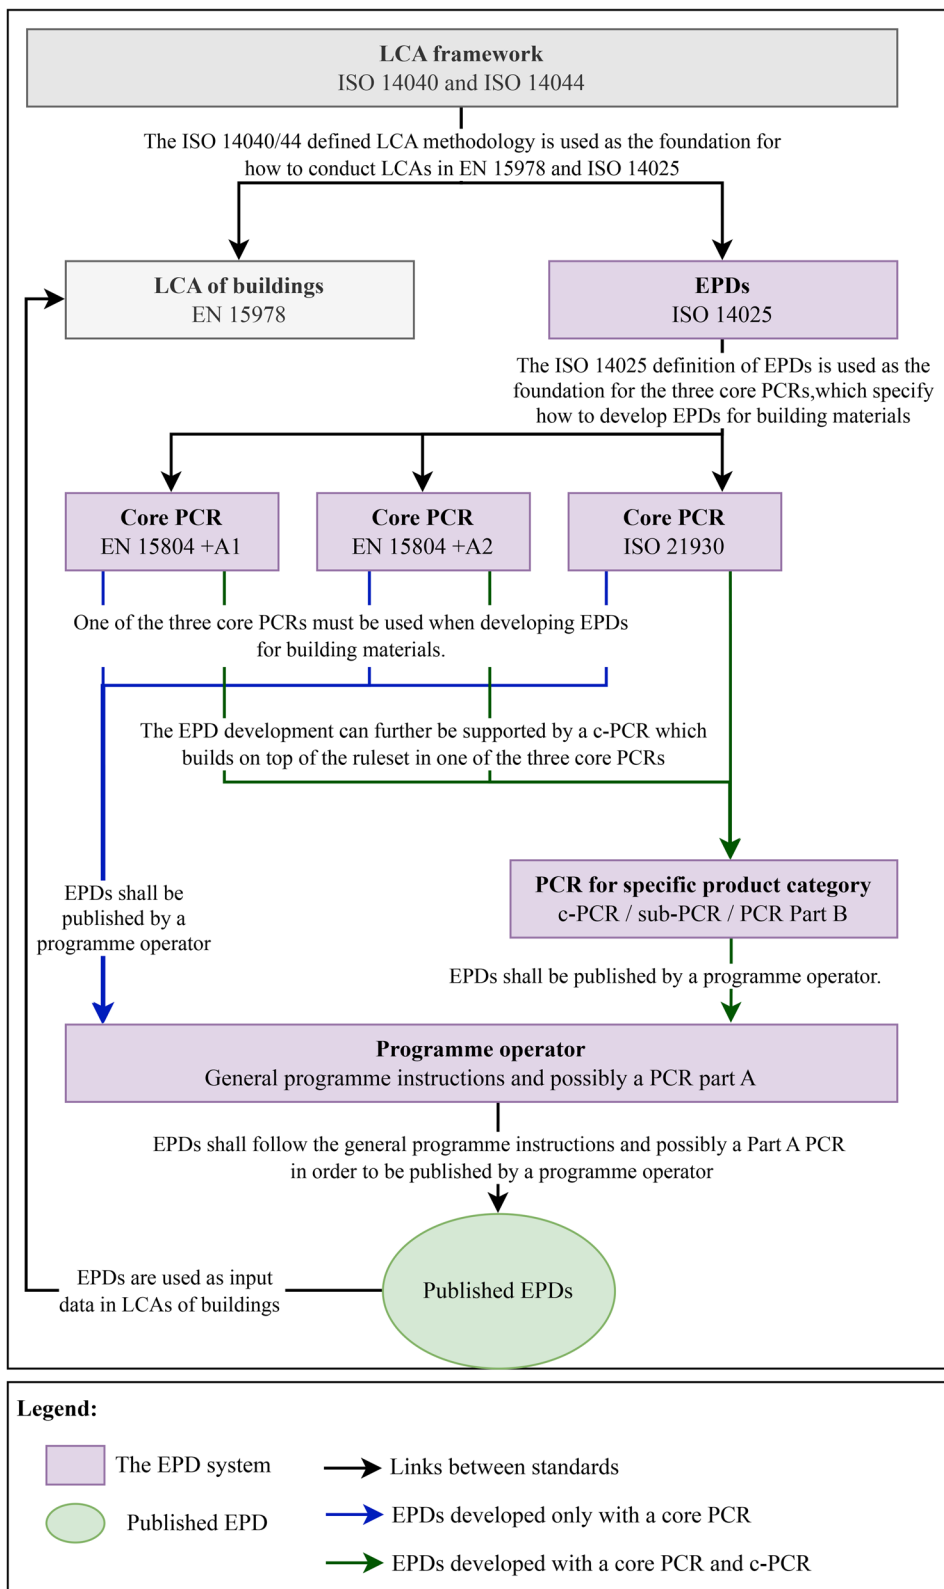 LCA framework
ISO 14040 and ISO 14044
The ISO 14040/44 defined LCA methodology is used as the foundation for
how to conduct LCAs in EN 15978 and ISO 14025
LCA of buildings
EN 15978
EPDs
ISO 14025
The ISO 14025 definition of EPDs is used as the
foundation for the three core PCRs,which specify
how to develop EPDs for building materials
Core PCR
EN 15804 +A1
Core PCR
EN 15804 +A2
Core PCR
ISO 21930
One of the three core PCRs must be used when developing EPDs
for building materials.
The EPD development can further be supported by a c-PCR which
builds on top of the ruleset in one of the three core PCRs
PCR for specific product category
c-PCR / sub-PCR / PCR Part B
EPDs shall be
published by a
programme operator
EPDs shall be published by a programme operator.
Programme operator
General programme instructions and possibly a PCR part A
EPDs shall follow the general programme instructions and possibly a Part A PCR
in order to be published by a programme operator
Published EPDs
EPDs are used as input
data in LCAs of buildings
Legend:
The EPD system
Links between standards
Published EPD
EPDs developed only with a core PCR
EPDs developed with a core PCR and c-PCR